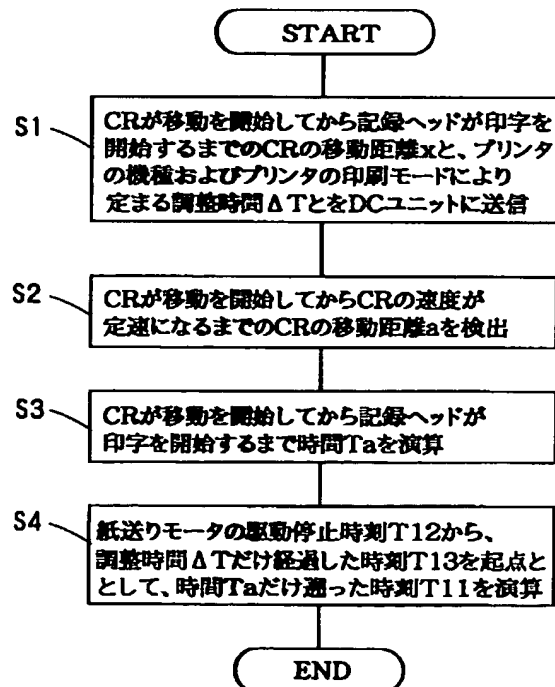 START
S1
CRが移動を開始してから記録ヘッドが印字を
開始するまでのCRの移動距離xと、プリンタ
の機種およびプリンタの印刷モードにより
定まる調整時間ΔTとをDCユニットに送信
S2
CRが移動を開始してからCRの速度が
定速になるまでのCRの移動距離aを検出
S3
CRが移動を開始してから記録ヘッドが
印字を開始するまで時間Taを演算
S4
紙送りモータの駆動停止時刻T12から、
調整時間ΔTだけ経過した時刻T13を起点と
として、時間Taだけ遡った時刻T11を演算
END